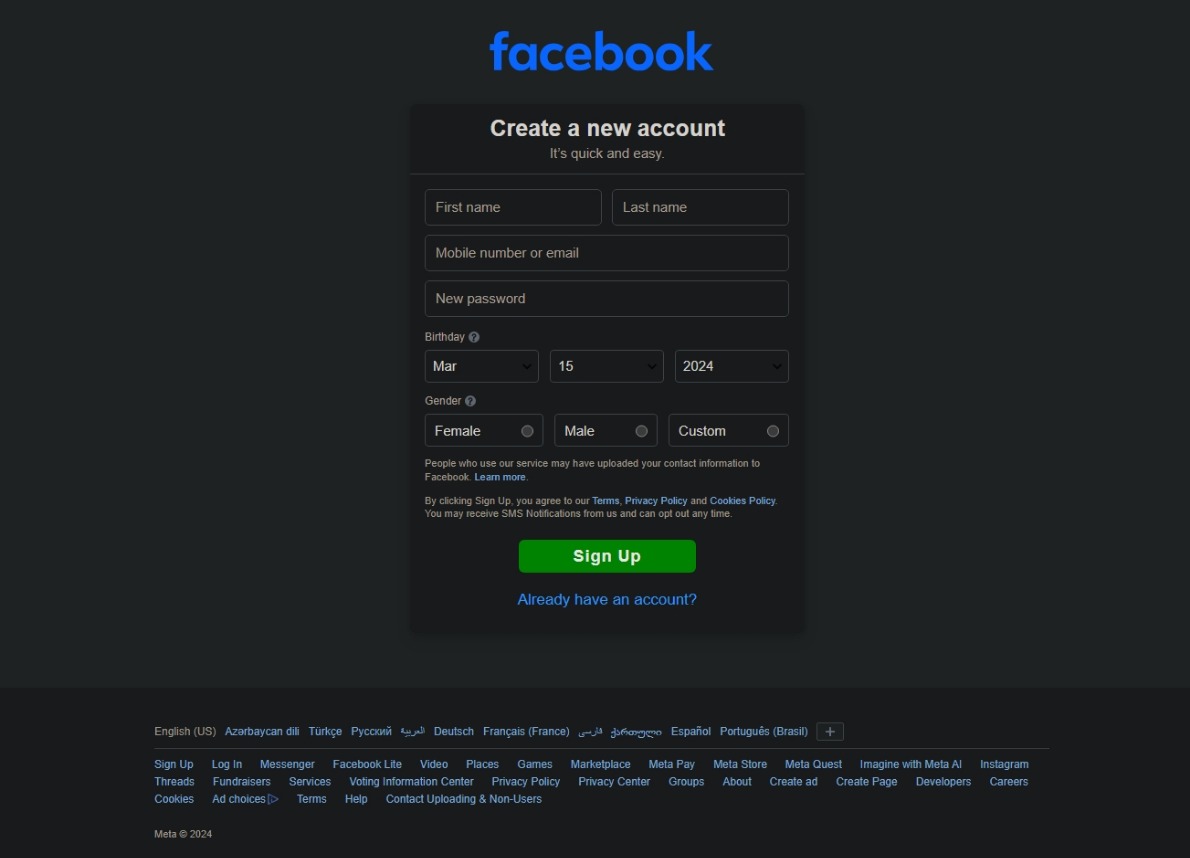 facebook
Create a new account
It's quick and easy.
First name Last name
Mobile number or email
New password
Birthday ?
Mar 15 2024
Gender ?
Female Male Custom
People who use our service may have uploaded your contact information to
Facebook. Learn more.
By clicking Sign Up, you agree to our Terms, Privacy Policy and Cookies Policy.
You may receive SMS Notifications from us and can opt out any time.
Sign Up
Already have an account?
English (US) Azərbaycan dili Türkçe Русский العربية Deutsch Français (France) فارسی ქართული Español Português (Brasil) +
Sign Up Log In Messenger Facebook Lite Video Places Games Marketplace Meta Pay Meta Store Meta Quest Imagine with Meta AI Instagram
Threads Fundraisers Services Voting Information Center Privacy Policy Privacy Center Groups About Create ad Create Page Developers Careers
Cookies Ad choices Terms Help Contact Uploading & Non-Users
Meta © 2024